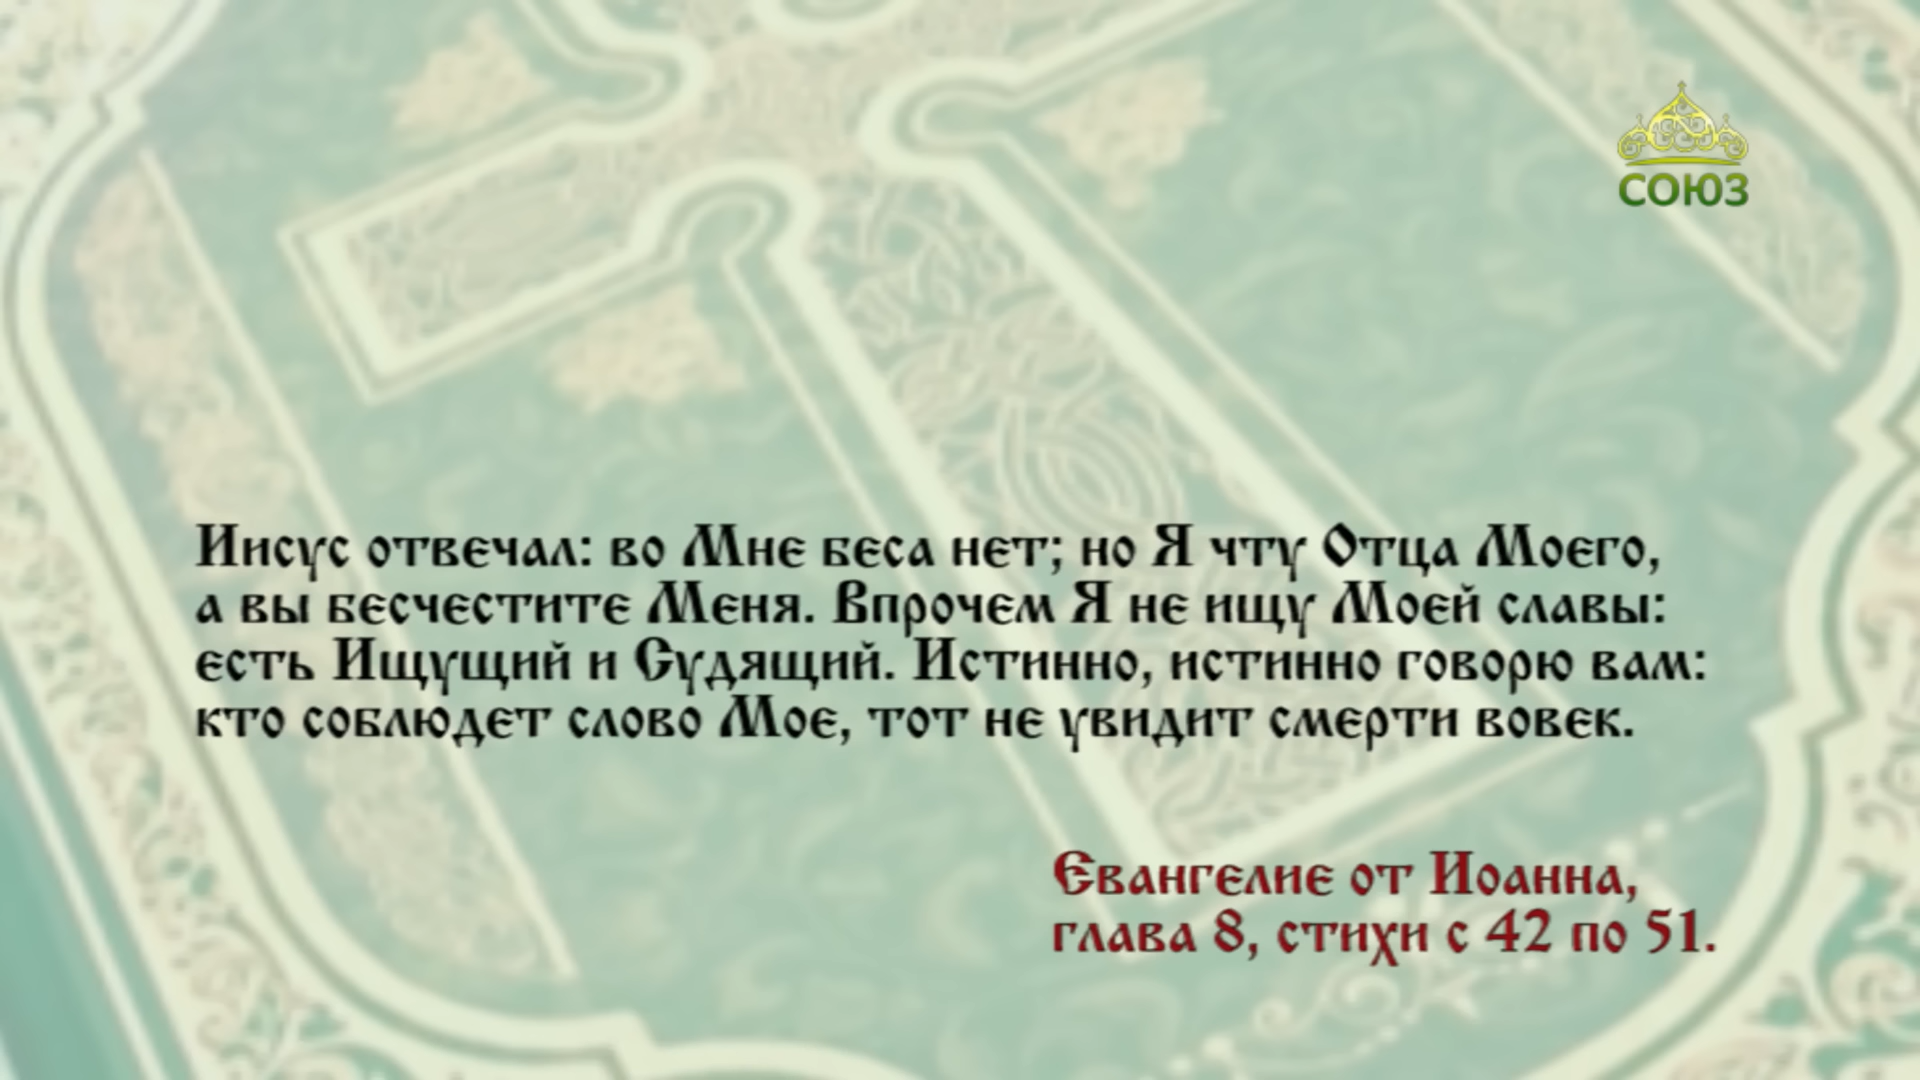 СОЮЗ
Иисус отвечал: во Мне беса нет; но Я чту Отца Моего,
а вы бесчестите Меня. Впрочем Я не ищу Моей славы:
есть Ищущий и Судящий. Истинно, истинно говорю вам:
кто соблюдет слово Мое, тот не увидит смерти вовек.
Евангелие от Иоанна,
глава 8, стихи с 42 по 51.